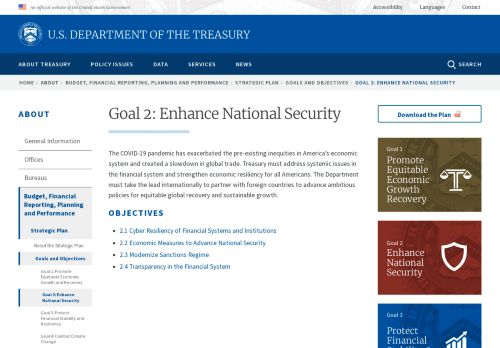 An official website of the United States Government
Accessibility Languages Contact
U.S. DEPARTMENT OF THE TREASURY
ABOUT TREASURY POLICY ISSUES DATA SERVICES NEWS SEARCH
HOME › ABOUT › BUDGET, FINANCIAL REPORTING, PLANNING AND PERFORMANCE › STRATEGIC PLAN › GOALS AND OBJECTIVES › GOAL 2: ENHANCE NATIONAL SECURITY
ABOUT
General Information
Offices
Bureaus
Budget, Financial
Reporting, Planning
and Performance
Strategic Plan
About the Strategic Plan
Goals and Objectives
Goal 1: Promote
Equitable Economic
Growth and Recovery
Goal 2: Enhance
National Security
Goal 3: Protect
Financial Stability and
Resiliency
Goal 4: Combat Climate
Change
Goal 2: Enhance National Security
The COVID-19 pandemic has exacerbated the pre-existing inequities in America's economic
system and created a slowdown in global trade. Treasury must address systemic issues in
the financial system and strengthen economic resiliency for all Americans. The Department
must take the lead internationally to partner with foreign countries to advance ambitious
policies for equitable global recovery and sustainable growth.
OBJECTIVES
2.1 Cyber Resiliency of Financial Systems and Institutions
2.2 Economic Measures to Advance National Security
2.3 Modernize Sanctions Regime
2.4 Transparency in the Financial System
Download the Plan
Goal 1
Promote
Equitable
Economic
Growth
Recovery
Goal 2
Enhance
National
Security
Goal 3
Protect
Financial